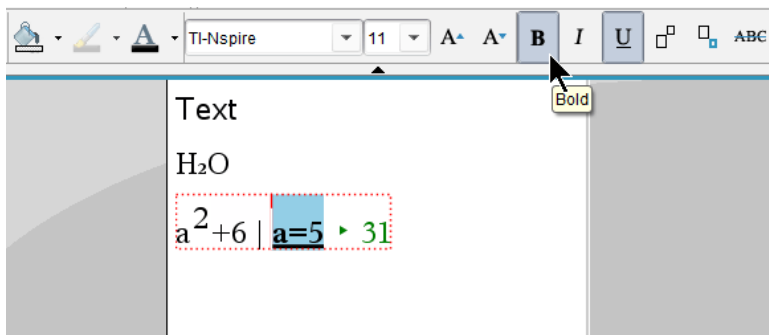 A TI-Nspire 11 A A B I U ABC
Bold
Text
H₂O
a²+6 | a=5 ▸ 31